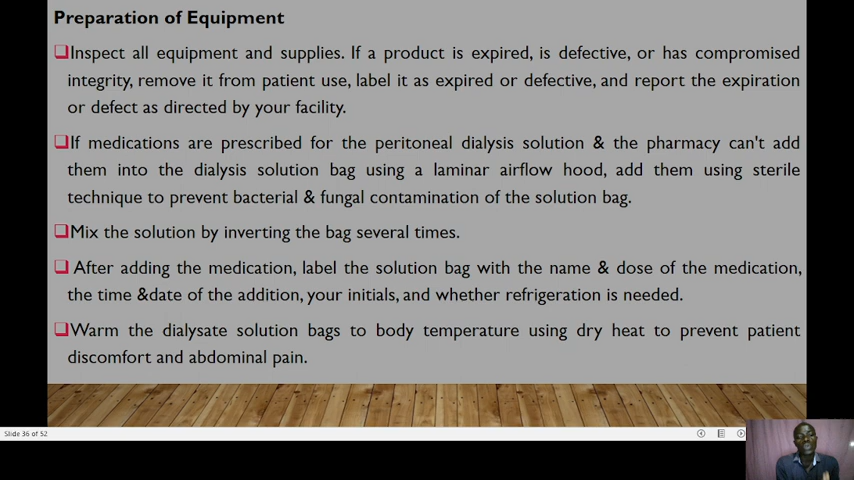 Preparation of Equipment
Inspect all equipment and supplies. If a product is expired, is defective, or has compromised
integrity, remove it from patient use, label it as expired or defective, and report the expiration
or defect as directed by your facility.
If medications are prescribed for the peritoneal dialysis solution & the pharmacy can't add
them into the dialysis solution bag using a laminar airflow hood, add them using sterile
technique to prevent bacterial & fungal contamination of the solution bag.
Mix the solution by inverting the bag several times.
After adding the medication, label the solution bag with the name & dose of the medication,
the time &date of the addition, your initials, and whether refrigeration is needed.
Warm the dialysate solution bags to body temperature using dry heat to prevent patient
discomfort and abdominal pain.
Slide 36 of 52